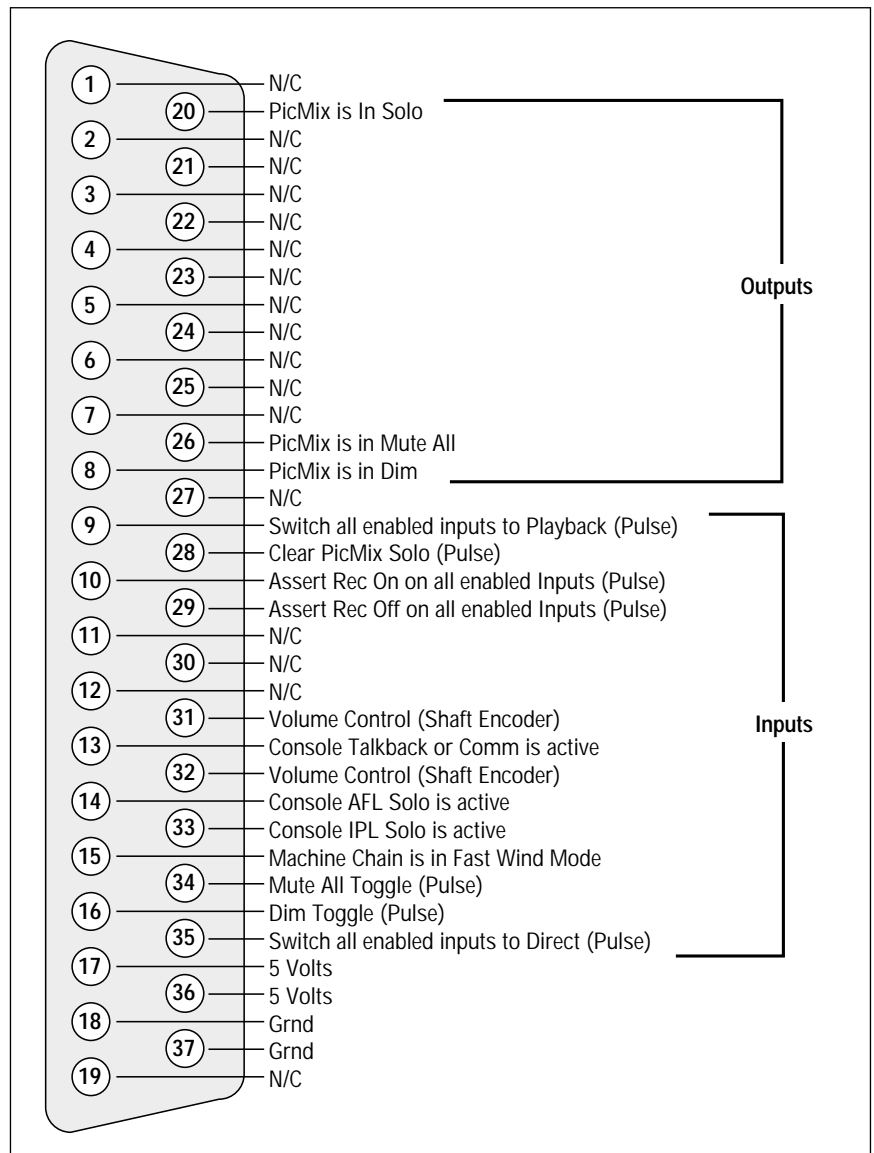 1 N/C
20 PicMix is In Solo
2 N/C
21 N/C
3 N/C
22 N/C
4 N/C
23 N/C
5 N/C
24 N/C
6 N/C
25 N/C
7 N/C
26 PicMix is in Mute All
8 PicMix is in Dim
27 N/C
Outputs
9 Switch all enabled inputs to Playback (Pulse)
28 Clear PicMix Solo (Pulse)
10 Assert Rec On on all enabled Inputs (Pulse)
29 Assert Rec Off on all enabled Inputs (Pulse)
11 N/C
30 N/C
12 N/C
31 Volume Control (Shaft Encoder)
13 Console Talkback or Comm is active
32 Volume Control (Shaft Encoder)
14 Console AFL Solo is active
33 Console IPL Solo is active
15 Machine Chain is in Fast Wind Mode
34 Mute All Toggle (Pulse)
16 Dim Toggle (Pulse)
35 Switch all enabled inputs to Direct (Pulse)
Inputs
17 5 Volts
36 5 Volts
18 Grnd
37 Grnd
19 N/C